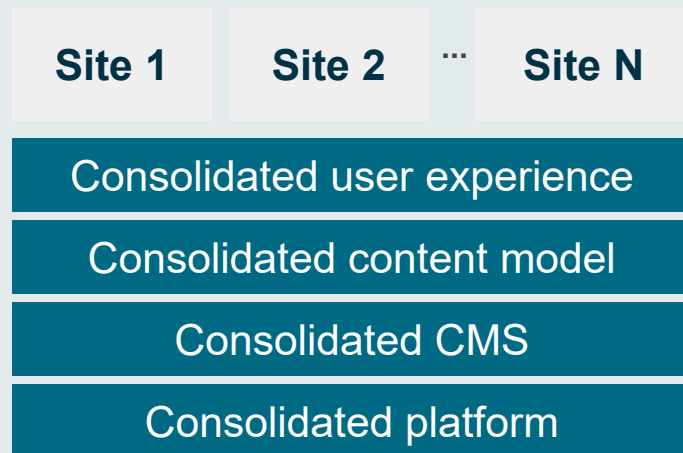 Site 1 Site 2 ... Site N
Consolidated user experience
Consolidated content model
Consolidated CMS
Consolidated platform